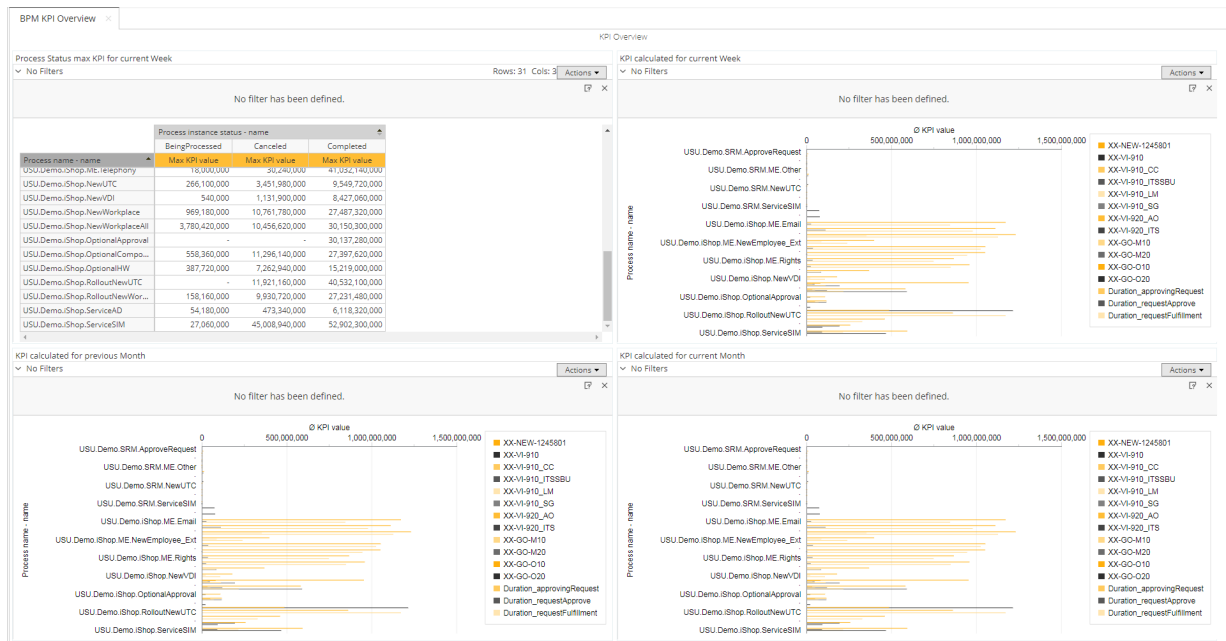 BPM KPI Overview
KPI Overview
Process Status max KPI for current Week
No Filters
Rows: 31 Cols: 3
Actions
No filter has been defined.
Process instance status - name
BeingProcessed Canceled Completed
Process name - name Max KPI value Max KPI value Max KPI value
USU.Demo.iShop.ME.Telephony 18,000,000 30,240,000 41,032,140,000
USU.Demo.iShop.NewUTC 266,100,000 3,451,980,000 9,549,720,000
USU.Demo.iShop.NewVDI 540,000 1,131,900,000 8,427,060,000
USU.Demo.iShop.NewWorkplace 969,180,000 10,761,780,000 27,487,320,000
USU.Demo.iShop.NewWorkplaceAll 3,780,420,000 10,456,620,000 30,150,300,000
USU.Demo.iShop.OptionalApproval - - 30,137,280,000
USU.Demo.iShop.OptionalCompo... 558,360,000 11,296,140,000 27,397,620,000
USU.Demo.iShop.OptionalHW 387,720,000 7,262,940,000 15,219,000,000
USU.Demo.iShop.RolloutNewUTC - 11,921,160,000 40,532,100,000
USU.Demo.iShop.RolloutNewWor... 158,160,000 9,930,720,000 27,231,480,000
USU.Demo.iShop.ServiceAD 54,180,000 473,340,000 6,118,320,000
USU.Demo.iShop.ServiceSIM 27,060,000 45,008,940,000 52,902,300,000
KPI calculated for current Week
No Filters
Actions
No filter has been defined.
Ø KPI value
0 500,000,000 1,000,000,000 1,500,000,000
Process name - name
USU.Demo.SRM.ApproveRequest
USU.Demo.SRM.ME.Other
USU.Demo.SRM.NewUTC
USU.Demo.SRM.ServiceSIM
USU.Demo.iShop.ME.Email
USU.Demo.iShop.ME.NewEmployee_Ext
USU.Demo.iShop.ME.Rights
USU.Demo.iShop.NewVDI
USU.Demo.iShop.OptionalApproval
USU.Demo.iShop.RolloutNewUTC
USU.Demo.iShop.ServiceSIM
XX-NEW-1245801
XX-VI-910
XX-VI-910_CC
XX-VI-910_ITSSBU
XX-VI-910_LM
XX-VI-910_SG
XX-VI-920_AO
XX-VI-920_ITS
XX-GO-M10
XX-GO-M20
XX-GO-O10
XX-GO-O20
Duration_approvingRequest
Duration_requestApprove
Duration_requestFulfillment
KPI calculated for previous Month
No Filters
Actions
No filter has been defined.
Ø KPI value
0 500,000,000 1,000,000,000 1,500,000,000
Process name - name
USU.Demo.SRM.ApproveRequest
USU.Demo.SRM.ME.Other
USU.Demo.SRM.NewUTC
USU.Demo.SRM.ServiceSIM
USU.Demo.iShop.ME.Email
USU.Demo.iShop.ME.NewEmployee_Ext
USU.Demo.iShop.ME.Rights
USU.Demo.iShop.NewVDI
USU.Demo.iShop.OptionalApproval
USU.Demo.iShop.RolloutNewUTC
USU.Demo.iShop.ServiceSIM
XX-NEW-1245801
XX-VI-910
XX-VI-910_CC
XX-VI-910_ITSSBU
XX-VI-910_LM
XX-VI-910_SG
XX-VI-920_AO
XX-VI-920_ITS
XX-GO-M10
XX-GO-M20
XX-GO-O10
XX-GO-O20
Duration_approvingRequest
Duration_requestApprove
Duration_requestFulfillment
KPI calculated for current Month
No Filters
Actions
No filter has been defined.
Ø KPI value
0 500,000,000 1,000,000,000 1,500,000,000
Process name - name
USU.Demo.SRM.ApproveRequest
USU.Demo.SRM.ME.Other
USU.Demo.SRM.NewUTC
USU.Demo.SRM.ServiceSIM
USU.Demo.iShop.ME.Email
USU.Demo.iShop.ME.NewEmployee_Ext
USU.Demo.iShop.ME.Rights
USU.Demo.iShop.NewVDI
USU.Demo.iShop.OptionalApproval
USU.Demo.iShop.RolloutNewUTC
USU.Demo.iShop.ServiceSIM
XX-NEW-1245801
XX-VI-910
XX-VI-910_CC
XX-VI-910_ITSSBU
XX-VI-910_LM
XX-VI-910_SG
XX-VI-920_AO
XX-VI-920_ITS
XX-GO-M10
XX-GO-M20
XX-GO-O10
XX-GO-O20
Duration_approvingRequest
Duration_requestApprove
Duration_requestFulfillment